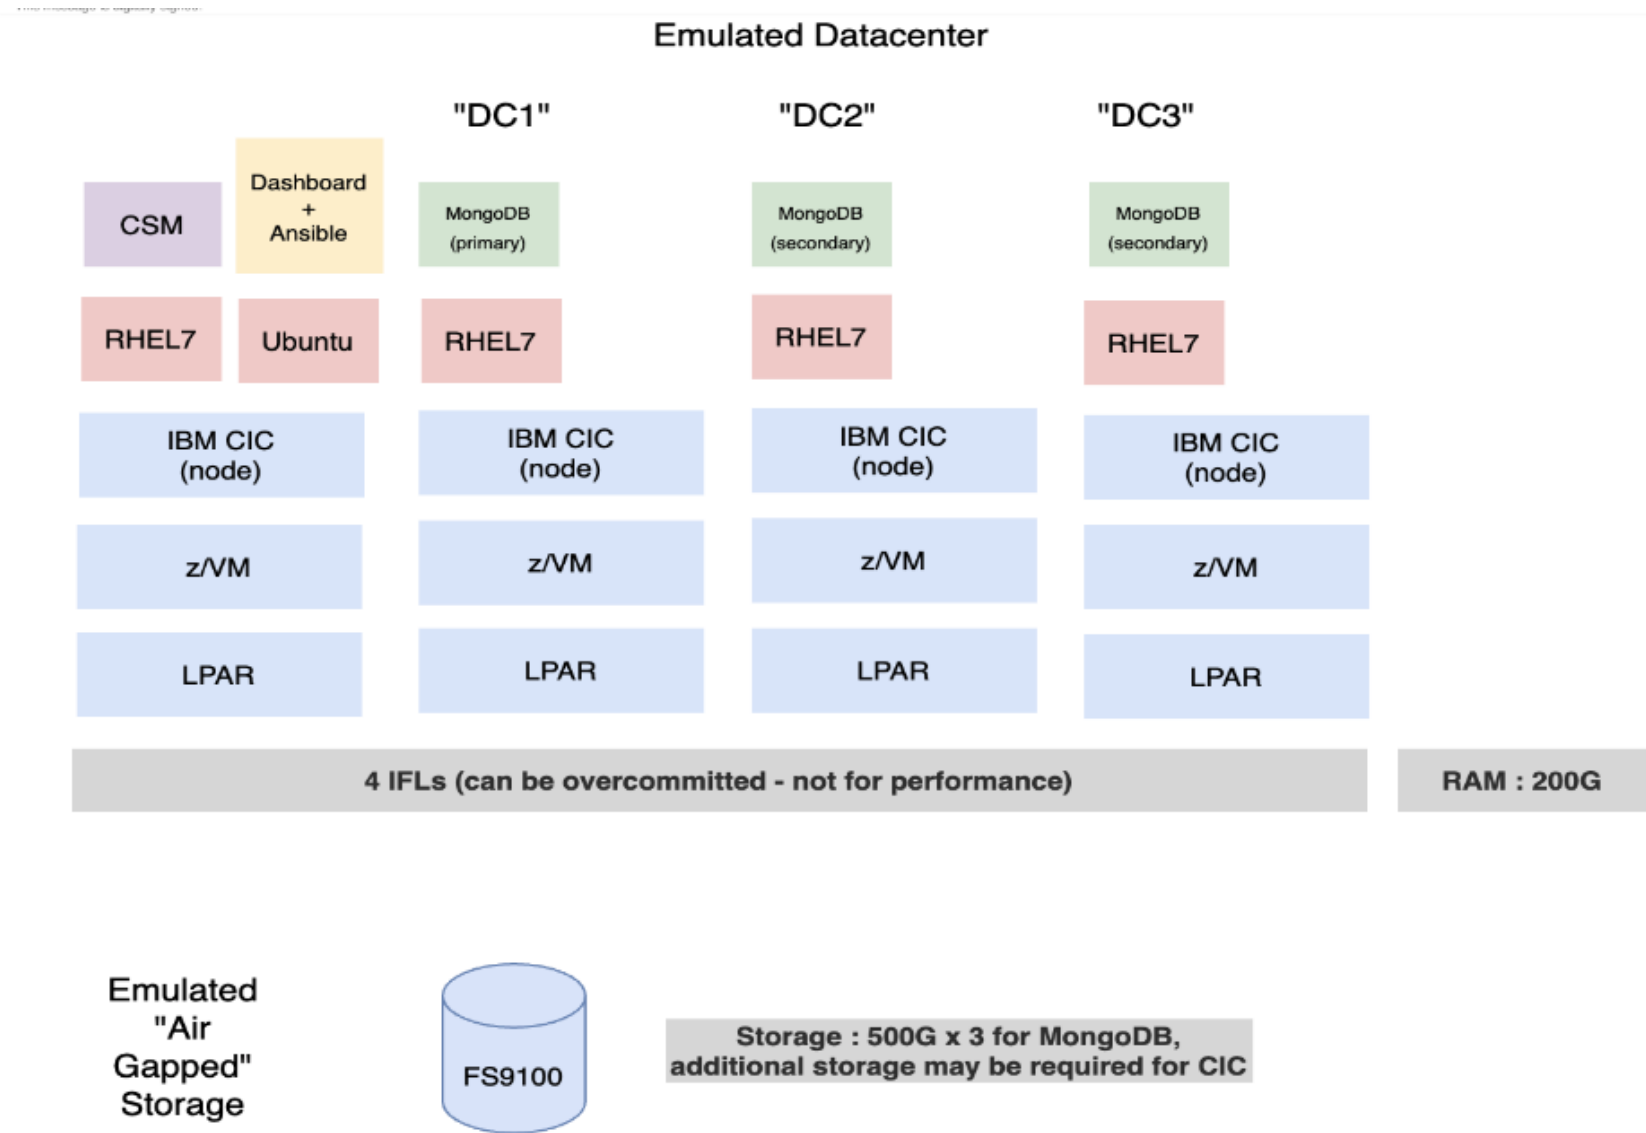 Emulated Datacenter
"DC1"
"DC2"
"DC3"
CSM
Dashboard
+
Ansible
MongoDB
(primary)
MongoDB
(secondary)
MongoDB
(secondary)
RHEL7
Ubuntu
RHEL7
RHEL7
RHEL7
IBM CIC
(node)
IBM CIC
(node)
IBM CIC
(node)
IBM CIC
(node)
z/VM
z/VM
z/VM
z/VM
LPAR
LPAR
LPAR
LPAR
4 IFLs (can be overcommitted - not for performance)
RAM : 200G
Emulated
"Air
Gapped"
Storage
FS9100
Storage : 500G x 3 for MongoDB,
additional storage may be required for CIC